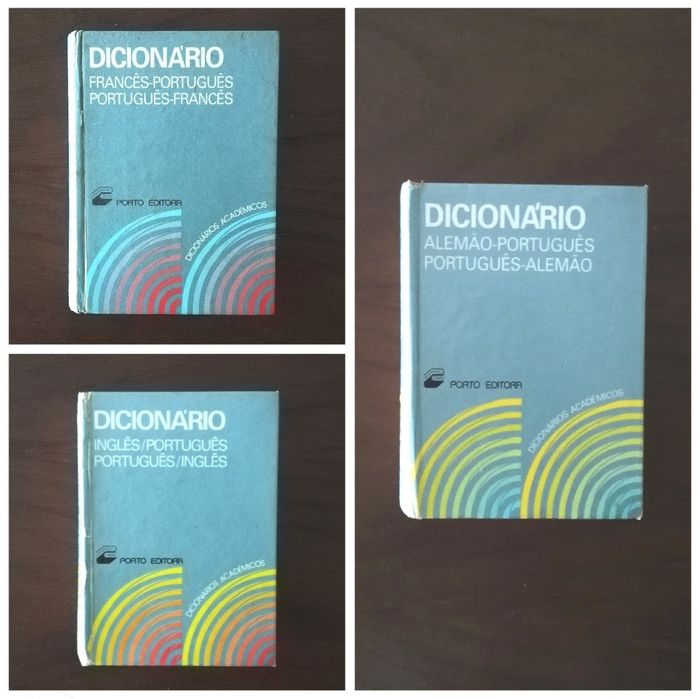 DICIONÁRIO
FRANCÊS-PORTUGUÊS
PORTUGUÊS-FRANCÊS
PORTO EDITORA
DICIONÁRIOS ACADÉMICOS
DICIONÁRIO
INGLÊS/PORTUGUÊS
PORTUGUÊS/INGLÊS
PORTO EDITORA
DICIONÁRIOS ACADÉMICOS
DICIONÁRIO
ALEMÃO-PORTUGUÊS
PORTUGUÊS-ALEMÃO
PORTO EDITORA
DICIONÁRIOS ACADÉMICOS